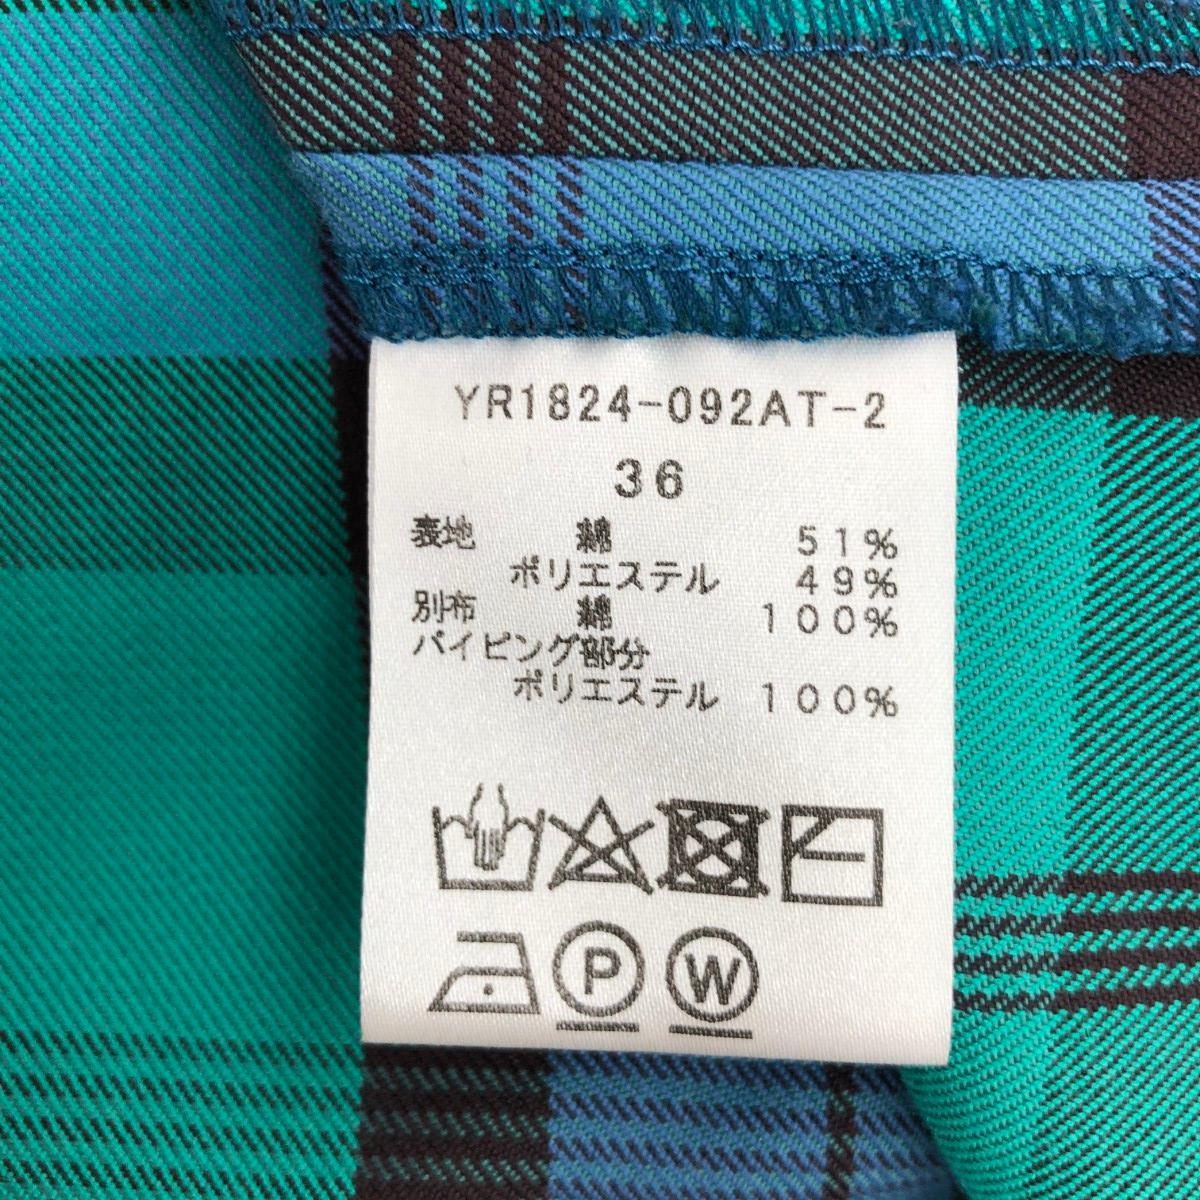 YR1824-092AT-2
36
表地 綿 51%
ポリエステル 49%
別布 綿 100%
パイピング部分
ポリエステル 100%
P W